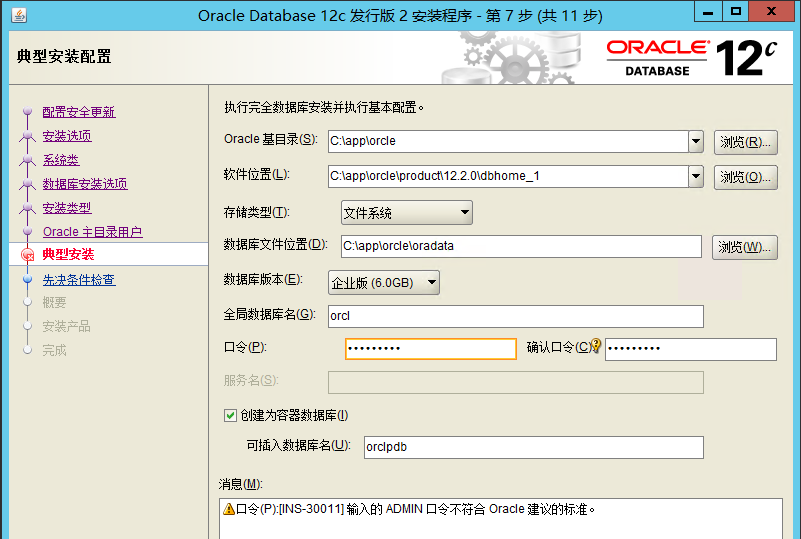 Oracle Database 12c 发行版 2 安装程序 - 第 7 步 (共 11 步)
典型安装配置
ORACLE®
DATABASE
12c
配置安全更新
安装选项
系统类
数据库安装选项
安装类型
Oracle 主目录用户
典型安装
先决条件检查
概要
安装产品
完成
执行完全数据库安装并执行基本配置。
Oracle 基目录(S): C:\app\orcle 浏览(R)...
软件位置(L): C:\app\orcle\product\12.2.0\dbhome_1 浏览(O)...
存储类型(T): 文件系统
数据库文件位置(D): C:\app\orcle\oradata 浏览(W)...
数据库版本(E): 企业版 (6.0GB)
全局数据库名(G): orcl
口令(P): ••••••••• 确认口令(C) •••••••••
服务名(S):
创建为容器数据库(I)
可插入数据库名(U): orclpdb
消息(M):
口令(P):[INS-30011] 输入的 ADMIN 口令不符合 Oracle 建议的标准。